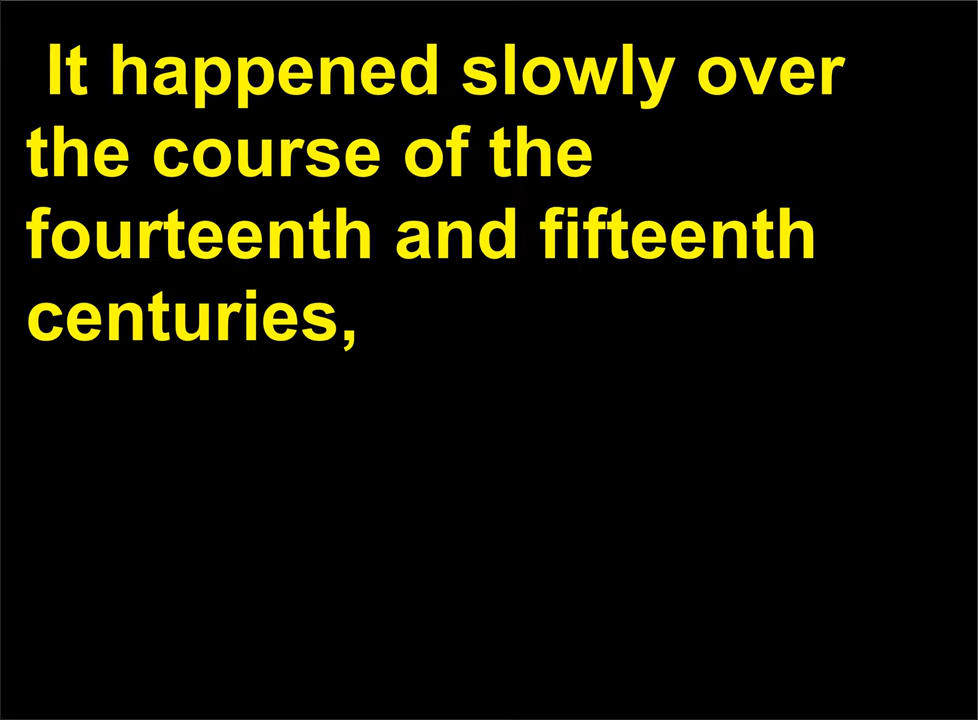 It happened slowly over
the course of the
fourteenth and fifteenth
centuries,